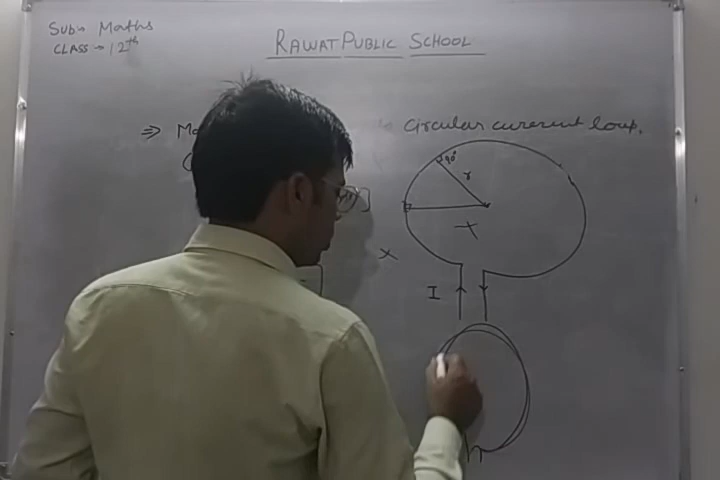 Sub:- Maths
CLASS → 12th
RAWAT PUBLIC SCHOOL
⇒ Ma
circular current loop.
90°
r
I